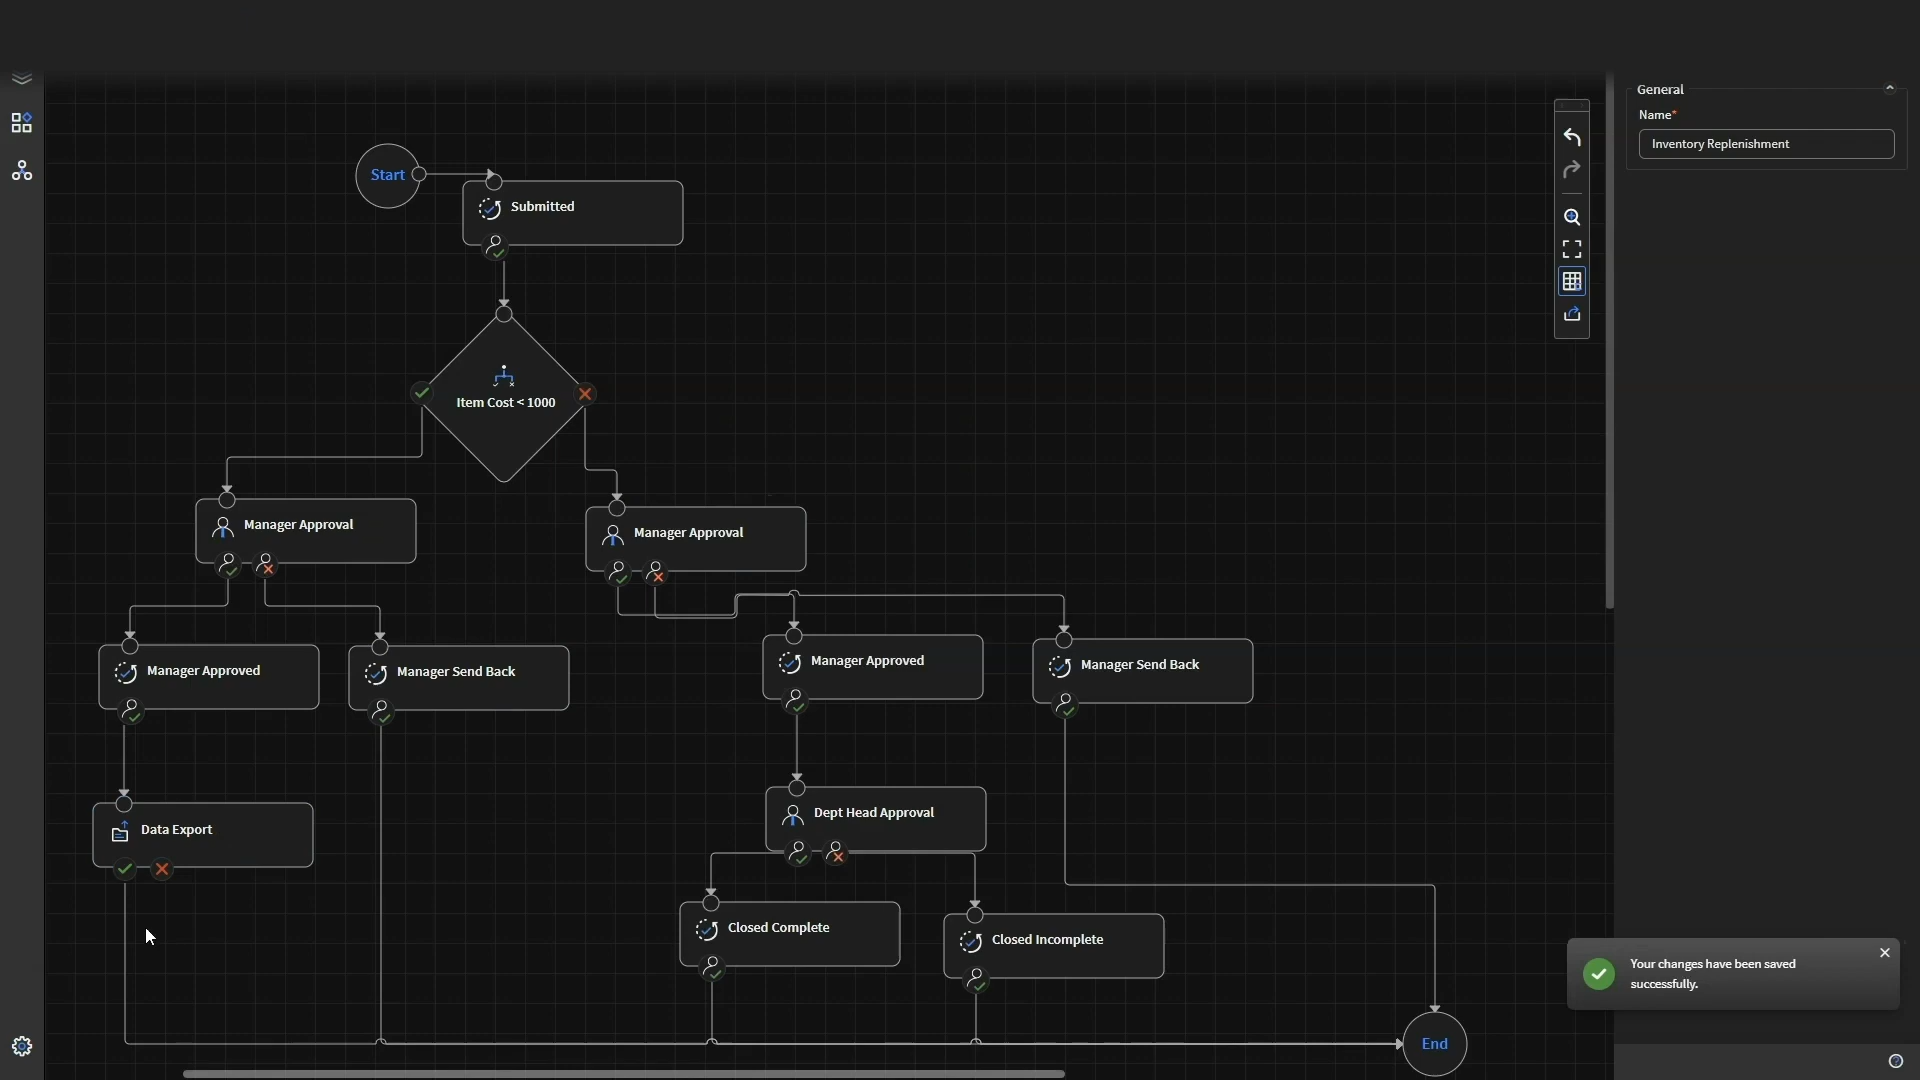 General
Name*
Inventory Replenishment
Start
Submitted
Item Cost < 1000
Manager Approval
Manager Approval
Manager Approved
Manager Send Back
Manager Approved
Manager Send Back
Data Export
Dept Head Approval
Closed Complete
Closed Incomplete
Your changes have been saved
successfully.
End